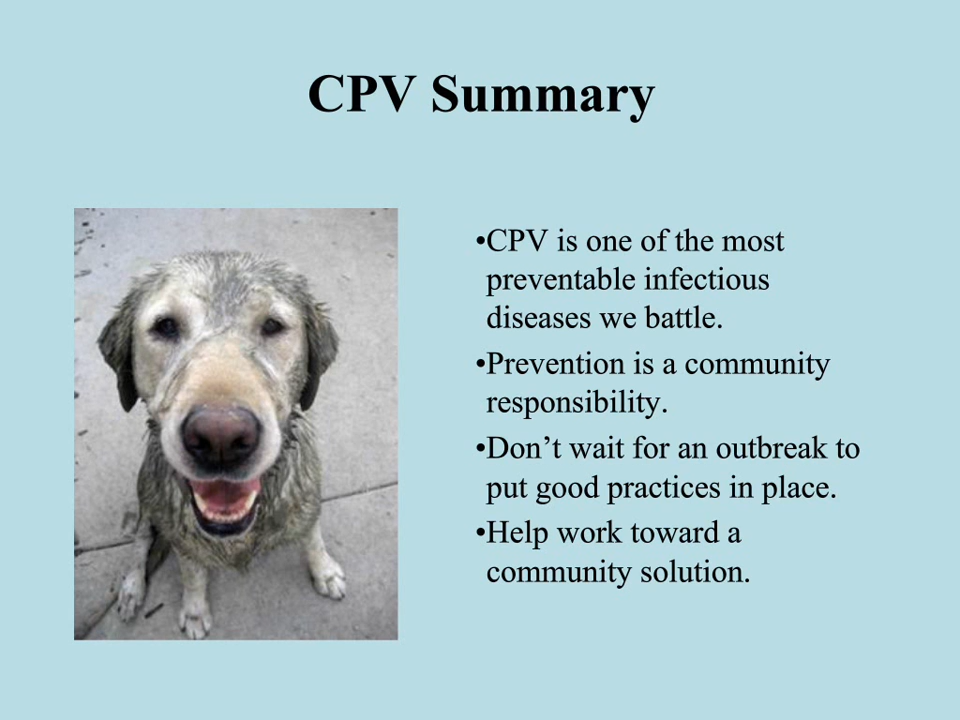 CPV Summary
•CPV is one of the most
preventable infectious
diseases we battle.
•Prevention is a community
responsibility.
•Don’t wait for an outbreak to
put good practices in place.
•Help work toward a
community solution.